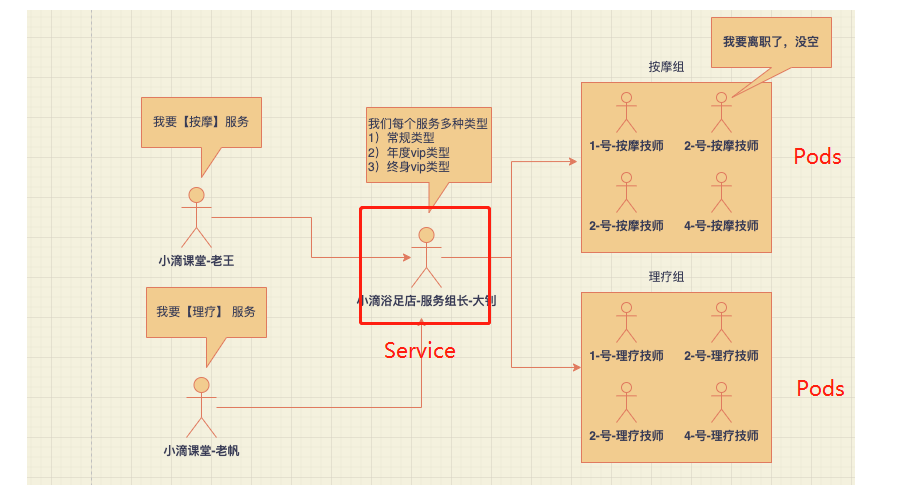 我要离职了，没空
按摩组
我要【按摩】服务
我们每个服务多种类型
1）常规类型
2）年度vip类型
3）终身vip类型
1-号-按摩技师
2-号-按摩技师
Pods
2-号-按摩技师
4-号-按摩技师
小滴课堂-老王
理疗组
小滴浴足店-服务组长-大钊
我要【理疗】 服务
Service
1-号-理疗技师
2-号-理疗技师
Pods
2-号-理疗技师
4-号-理疗技师
小滴课堂-老帆